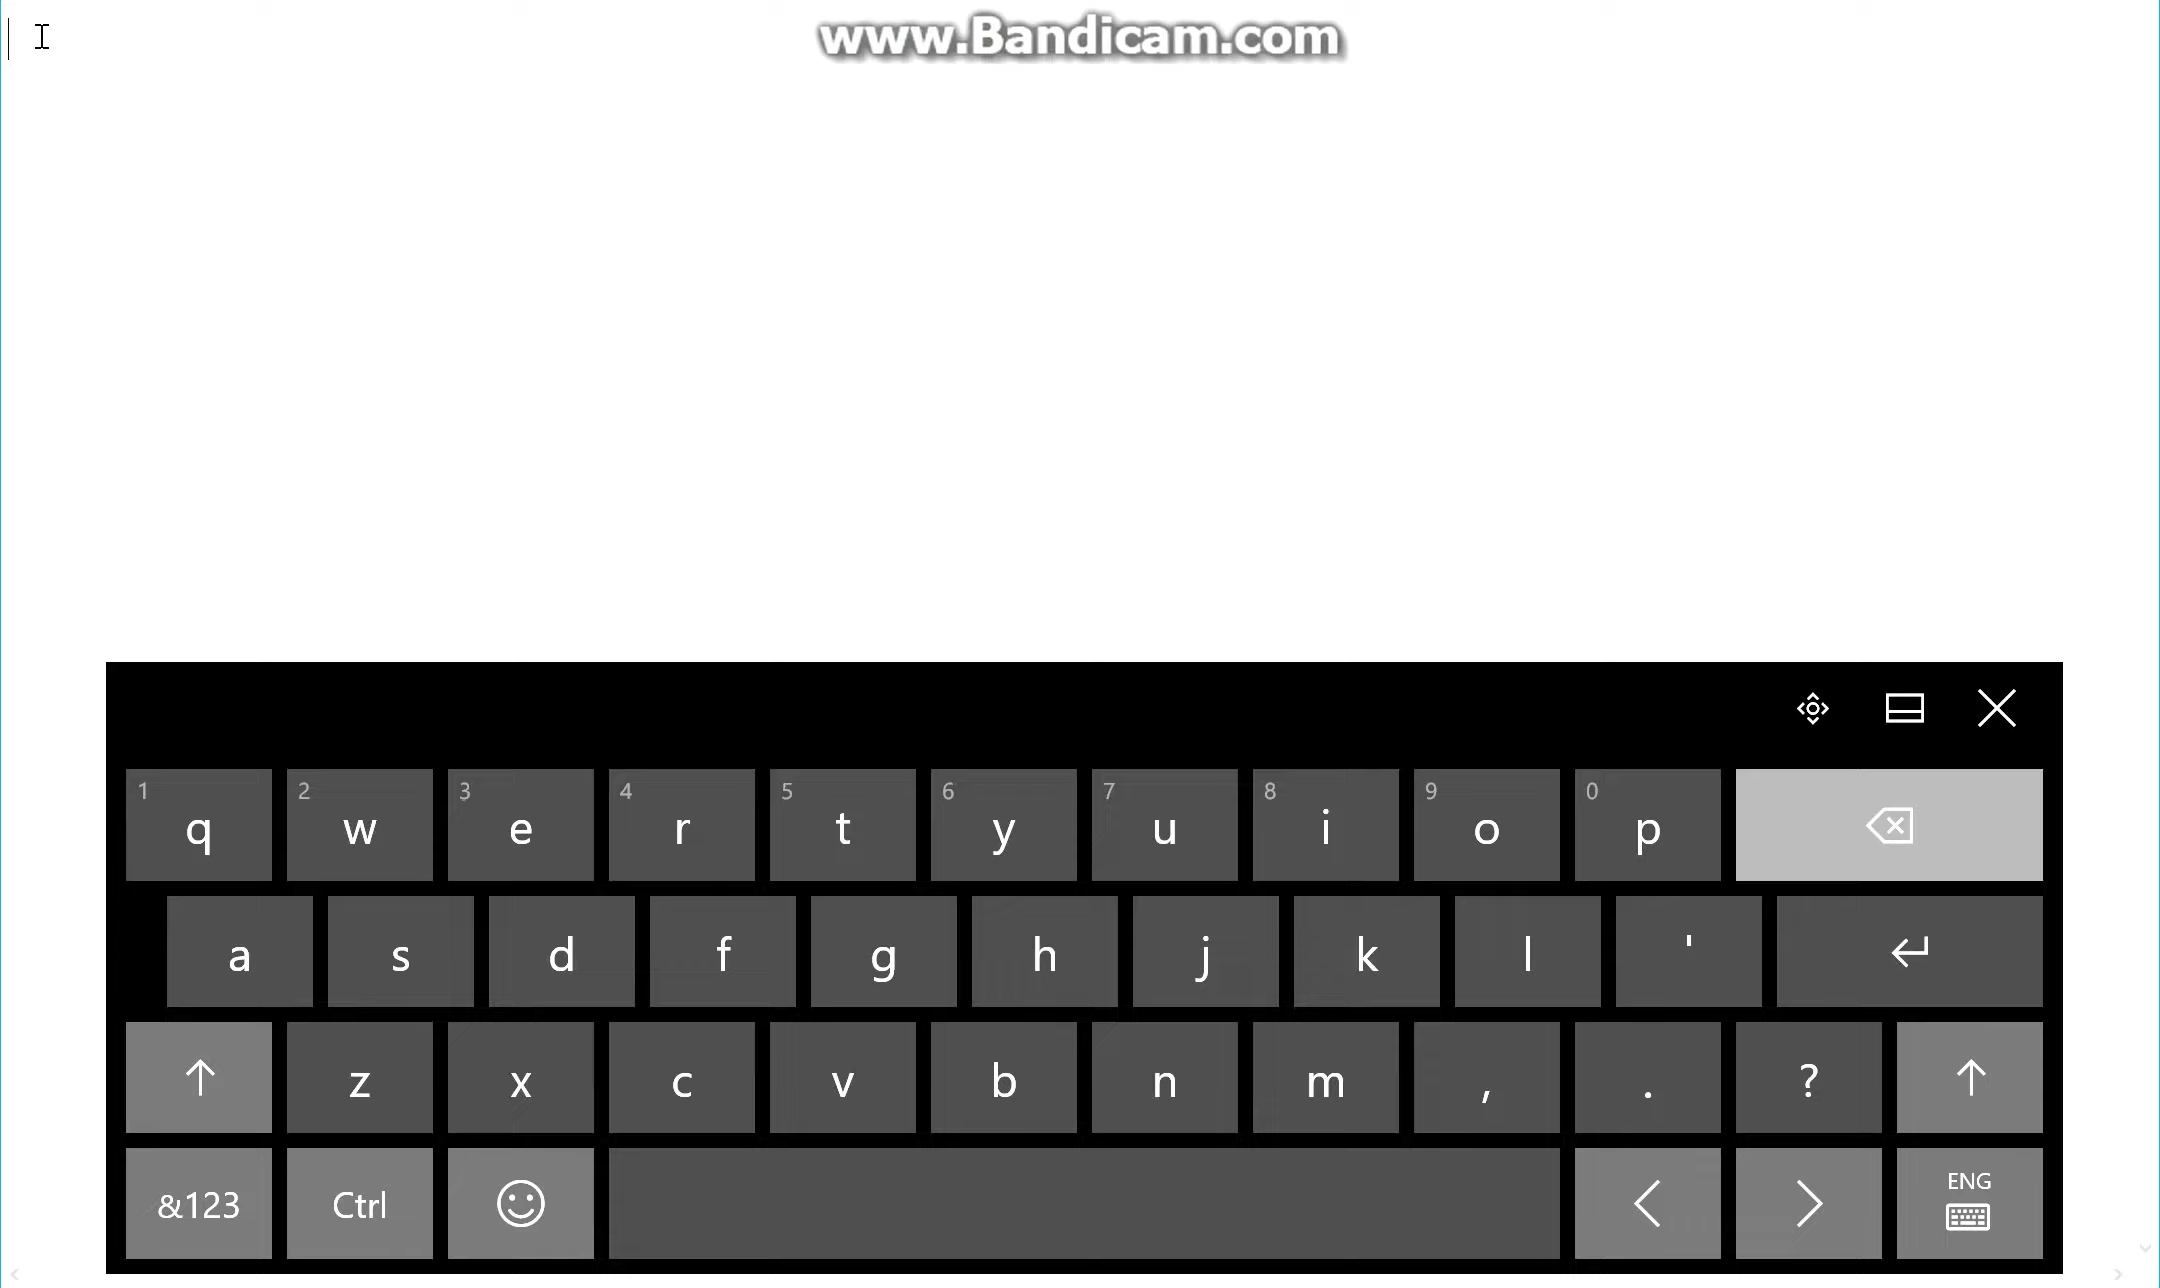 www.Bandicam.com
1 2 3 4 5 6 7 8 9 0
q w e r t y u i o p
a s d f g h j k l '
z x c v b n m , . ?
&123 Ctrl ENG